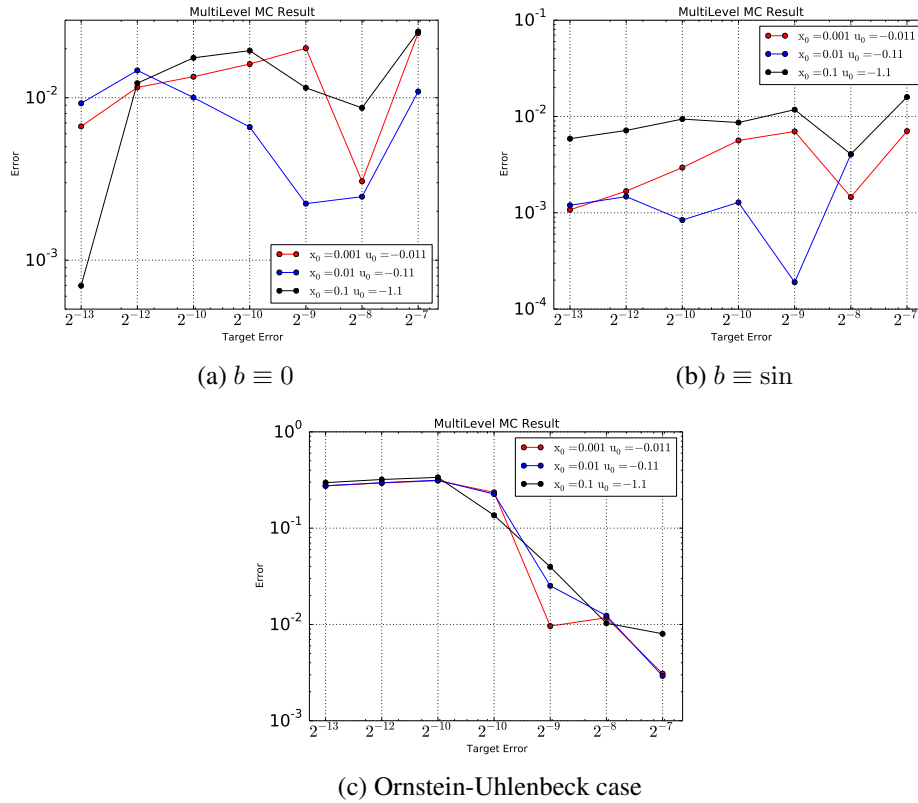 MultiLevel MC Result
10^{-2}
10^{-3}
Error
x_0 =0.001 u_0 =−0.011
x_0 =0.01 u_0 =−0.11
x_0 =0.1 u_0 =−1.1
2^{-13} 2^{-12} 2^{-10} 2^{-10} 2^{-9} 2^{-8} 2^{-7}
Target Error
(a) b ≡ 0
MultiLevel MC Result
10^{-1}
10^{-2}
10^{-3}
10^{-4}
Error
x_0 =0.001 u_0 =−0.011
x_0 =0.01 u_0 =−0.11
x_0 =0.1 u_0 =−1.1
2^{-13} 2^{-12} 2^{-10} 2^{-10} 2^{-9} 2^{-8} 2^{-7}
Target Error
(b) b ≡ sin
MultiLevel MC Result
10^{0}
10^{-1}
10^{-2}
10^{-3}
Error
x_0 =0.001 u_0 =−0.011
x_0 =0.01 u_0 =−0.11
x_0 =0.1 u_0 =−1.1
2^{-13} 2^{-12} 2^{-10} 2^{-10} 2^{-9} 2^{-8} 2^{-7}
Target Error
(c) Ornstein-Uhlenbeck case